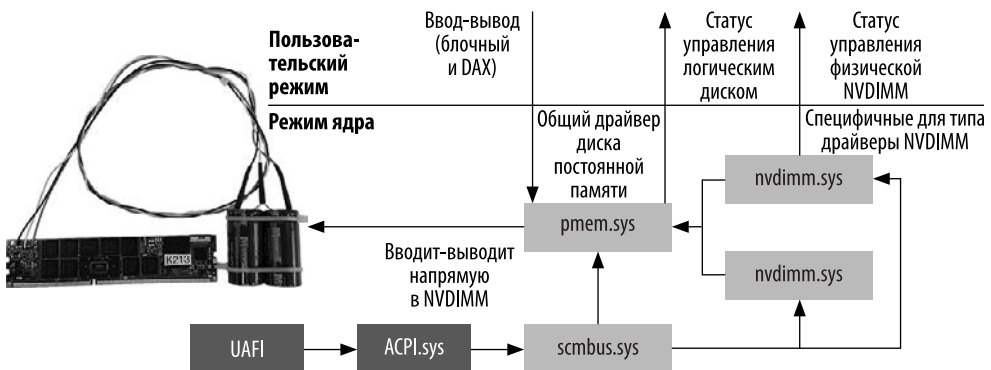 Пользова-
тельский
режим
Режим ядра
Ввод-вывод
(блочный
и DAX)
Статус
управления
логическим
диском
Статус
управления
физической
NVDIMM
Общий драйвер
диска
постоянной
памяти
Специфичные для типа
драйверы NVDIMM
nvdimm.sys
pmem.sys
nvdimm.sys
K213
Вводит-выводит
напрямую
в NVDIMM
UAFI
ACPI.sys
scmbus.sys